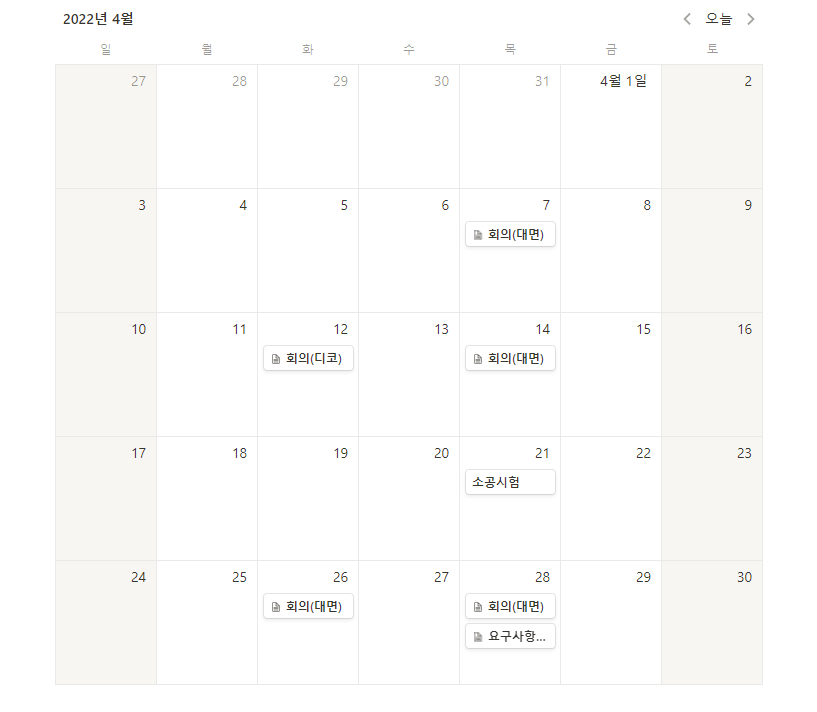 2022년 4월
오늘
일 월 화 수 목 금 토
27 28 29 30 31 4월 1일 2
3 4 5 6 7 8 9
회의(대면)
10 11 12 13 14 15 16
회의(디코) 회의(대면)
17 18 19 20 21 22 23
소공시험
24 25 26 27 28 29 30
회의(대면) 회의(대면)
요구사항...